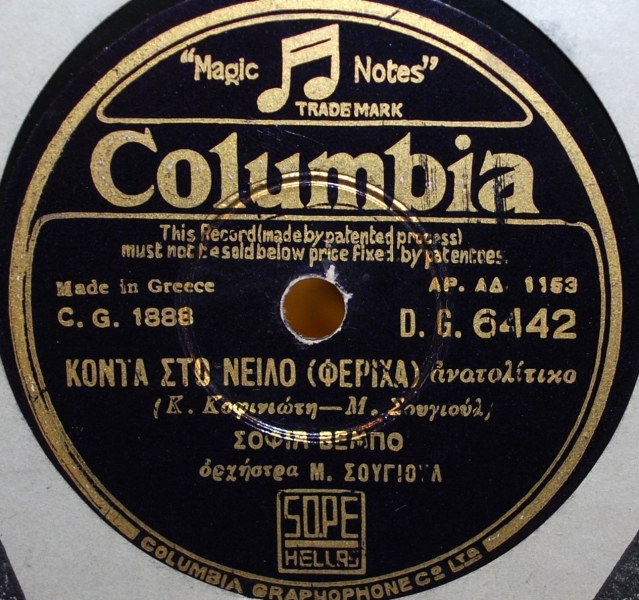 "Magic Notes"
TRADE MARK
Columbia
This Record (made by patented process)
must not be sold below price fixed by patentees.
Made in Greece ΑΡ. ΑΔ. 1153
C. G. 1888 D. G. 6442
ΚΟΝΤΑ ΣΤΟ ΝΕΙΛΟ (ΦΕΡΙΧΑ) ἀνατολίτικο
(Κ. Κοφινιώτη—Μ. Σουγιούλ)
ΣΟΦΙΑ ΒΕΜΠΟ
ὀρχήστρα Μ. ΣΟΥΓΙΟΥΛ
SOPE
HELLAS
COLUMBIA GRAPHOPHONE Co LTD